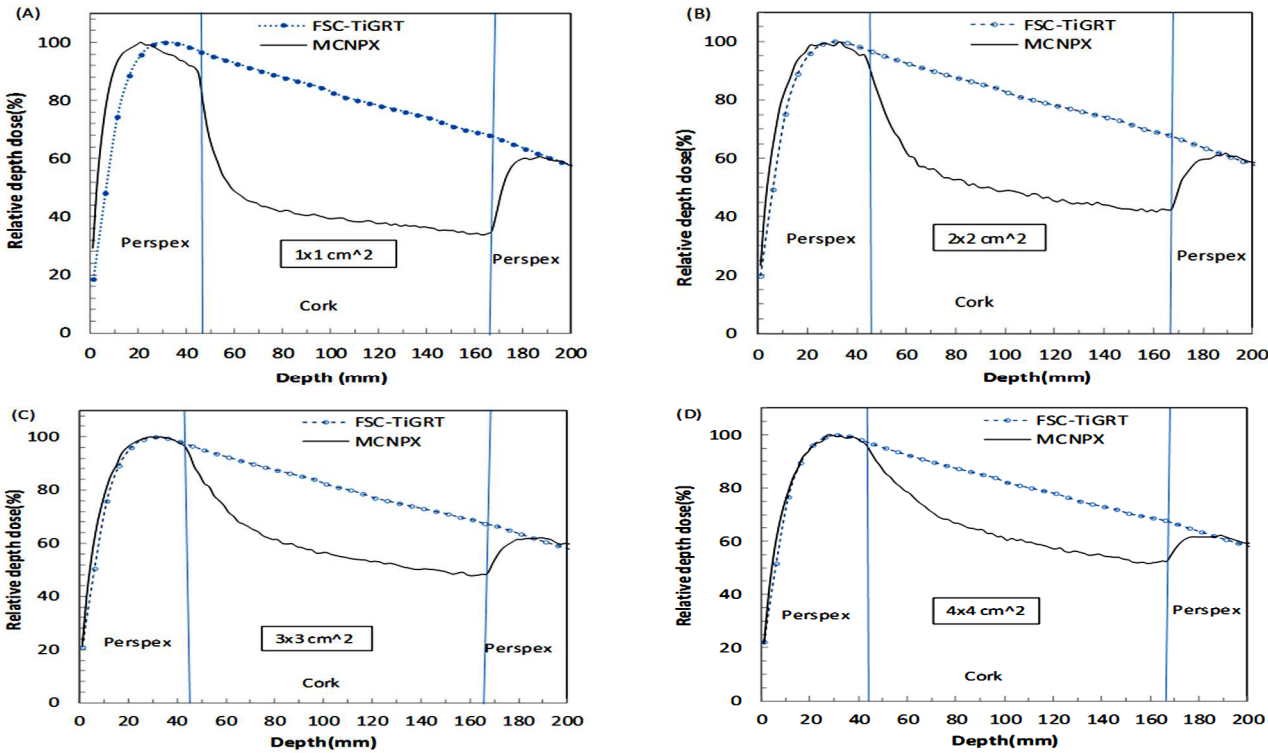 (A)
FSC-TiGRT
MCNPX
Relative depth dose(%)
100
80
60
40
20
0
Perspex
1x1 cm^2
Perspex
Cork
0 20 40 60 80 100 120 140 160 180 200
Depth (mm)
(B)
FSC-TiGRT
MCNPX
Relative depth dose(%)
100
80
60
40
20
0
Perspex
2x2 cm^2
Perspex
Cork
0 20 40 60 80 100 120 140 160 180 200
Depth(mm)
(C)
FSC-TiGRT
MCNPX
Relative depth dose(%)
100
80
60
40
20
0
Perspex
3x3 cm^2
Perspex
Cork
0 20 40 60 80 100 120 140 160 180 200
Depth(mm)
(D)
FSC-TiGRT
MCNPX
Relative depth dose(%)
100
80
60
40
20
0
Perspex
4x4 cm^2
Perspex
Cork
0 20 40 60 80 100 120 140 160 180 200
Depth(mm)